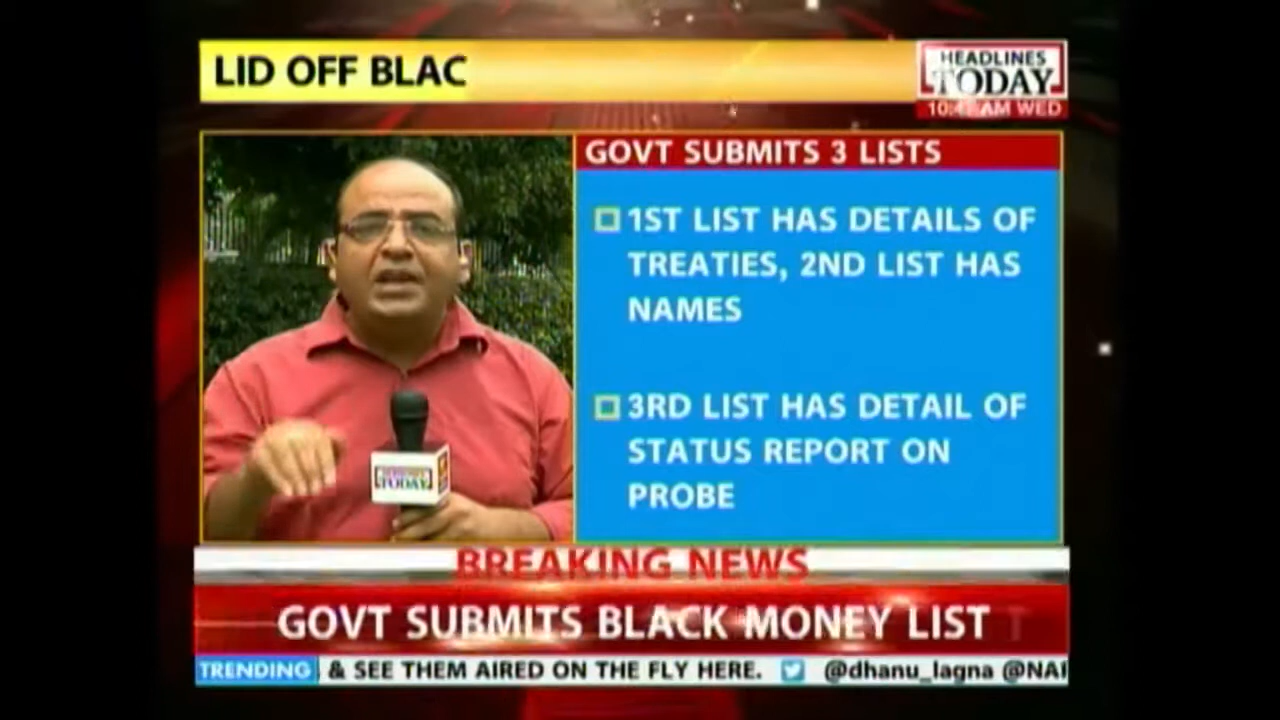 LID OFF BLAC
HEADLINES
TODAY
AM WED
GOVT SUBMITS 3 LISTS
1ST LIST HAS DETAILS OF
TREATIES, 2ND LIST HAS
NAMES
3RD LIST HAS DETAIL OF
STATUS REPORT ON
PROBE
TODAY
BREAKING NEWS
GOVT SUBMITS BLACK MONEY LIST
TRENDING & SEE THEM AIRED ON THE FLY HERE. @dhanu_lagna @NAI